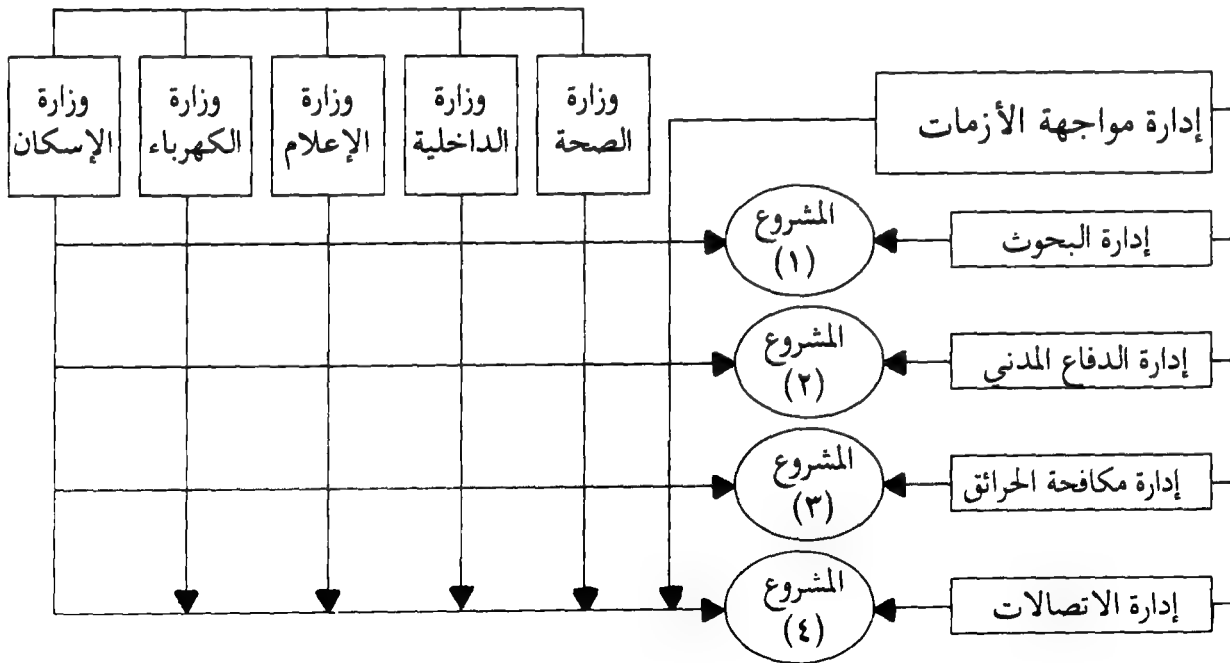 وزارة
الصحة
وزارة
الداخلية
وزارة
الإعلام
وزارة
الكهرباء
وزارة
الإسكان
إدارة مواجهة الأزمات
إدارة البحوث
المشروع
(١)
إدارة الدفاع المدني
المشروع
(٢)
إدارة مكافحة الحرائق
المشروع
(٣)
إدارة الاتصالات
المشروع
(٤)